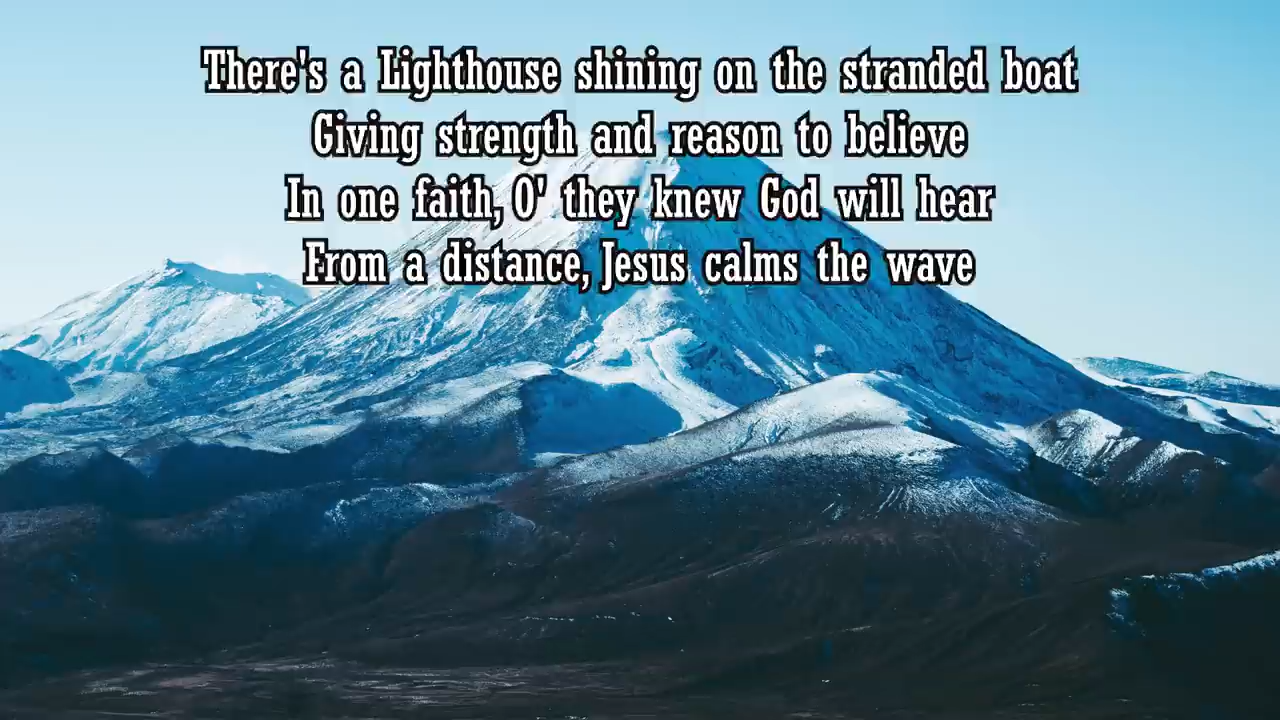 There's a Lighthouse shining on the stranded boat
Giving strength and reason to believe
In one faith, O' they knew God will hear
From a distance, Jesus calms the wave